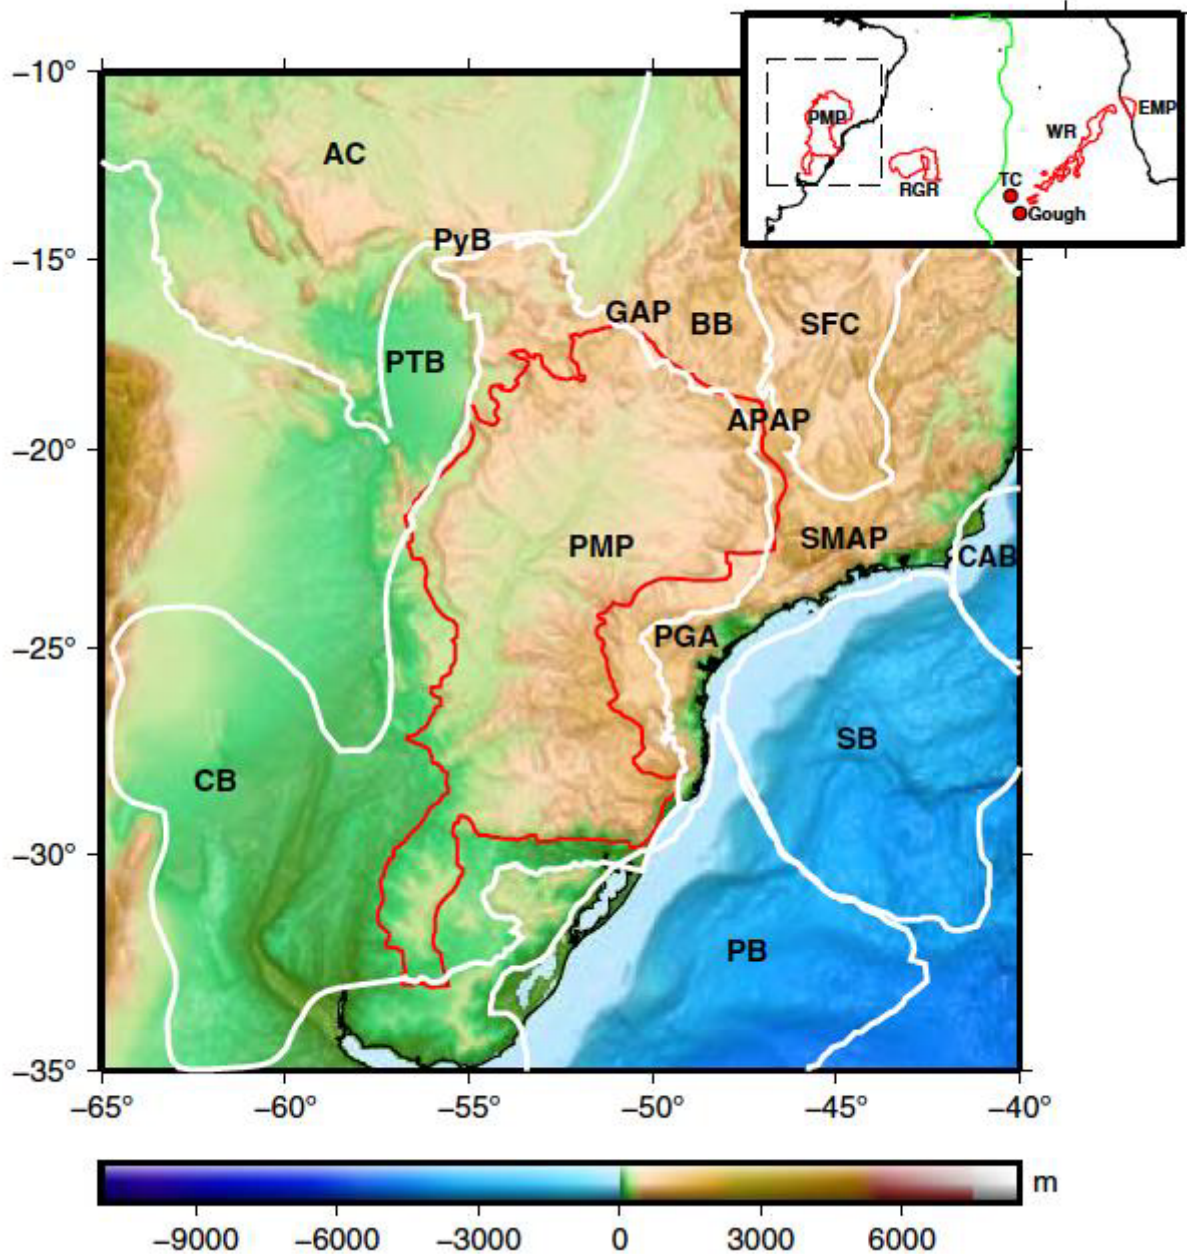 PMP
EMP
WR
TC
RGR
Gough
−10°
−15°
−20°
−25°
−30°
−35°
AC
PyB
GAP
BB
SFC
PTB
APAP
PMP
SMAP
CAB
PGA
SB
CB
PB
−65°
−60°
−55°
−50°
−45°
−40°
m
−9000
−6000
−3000
0
3000
6000